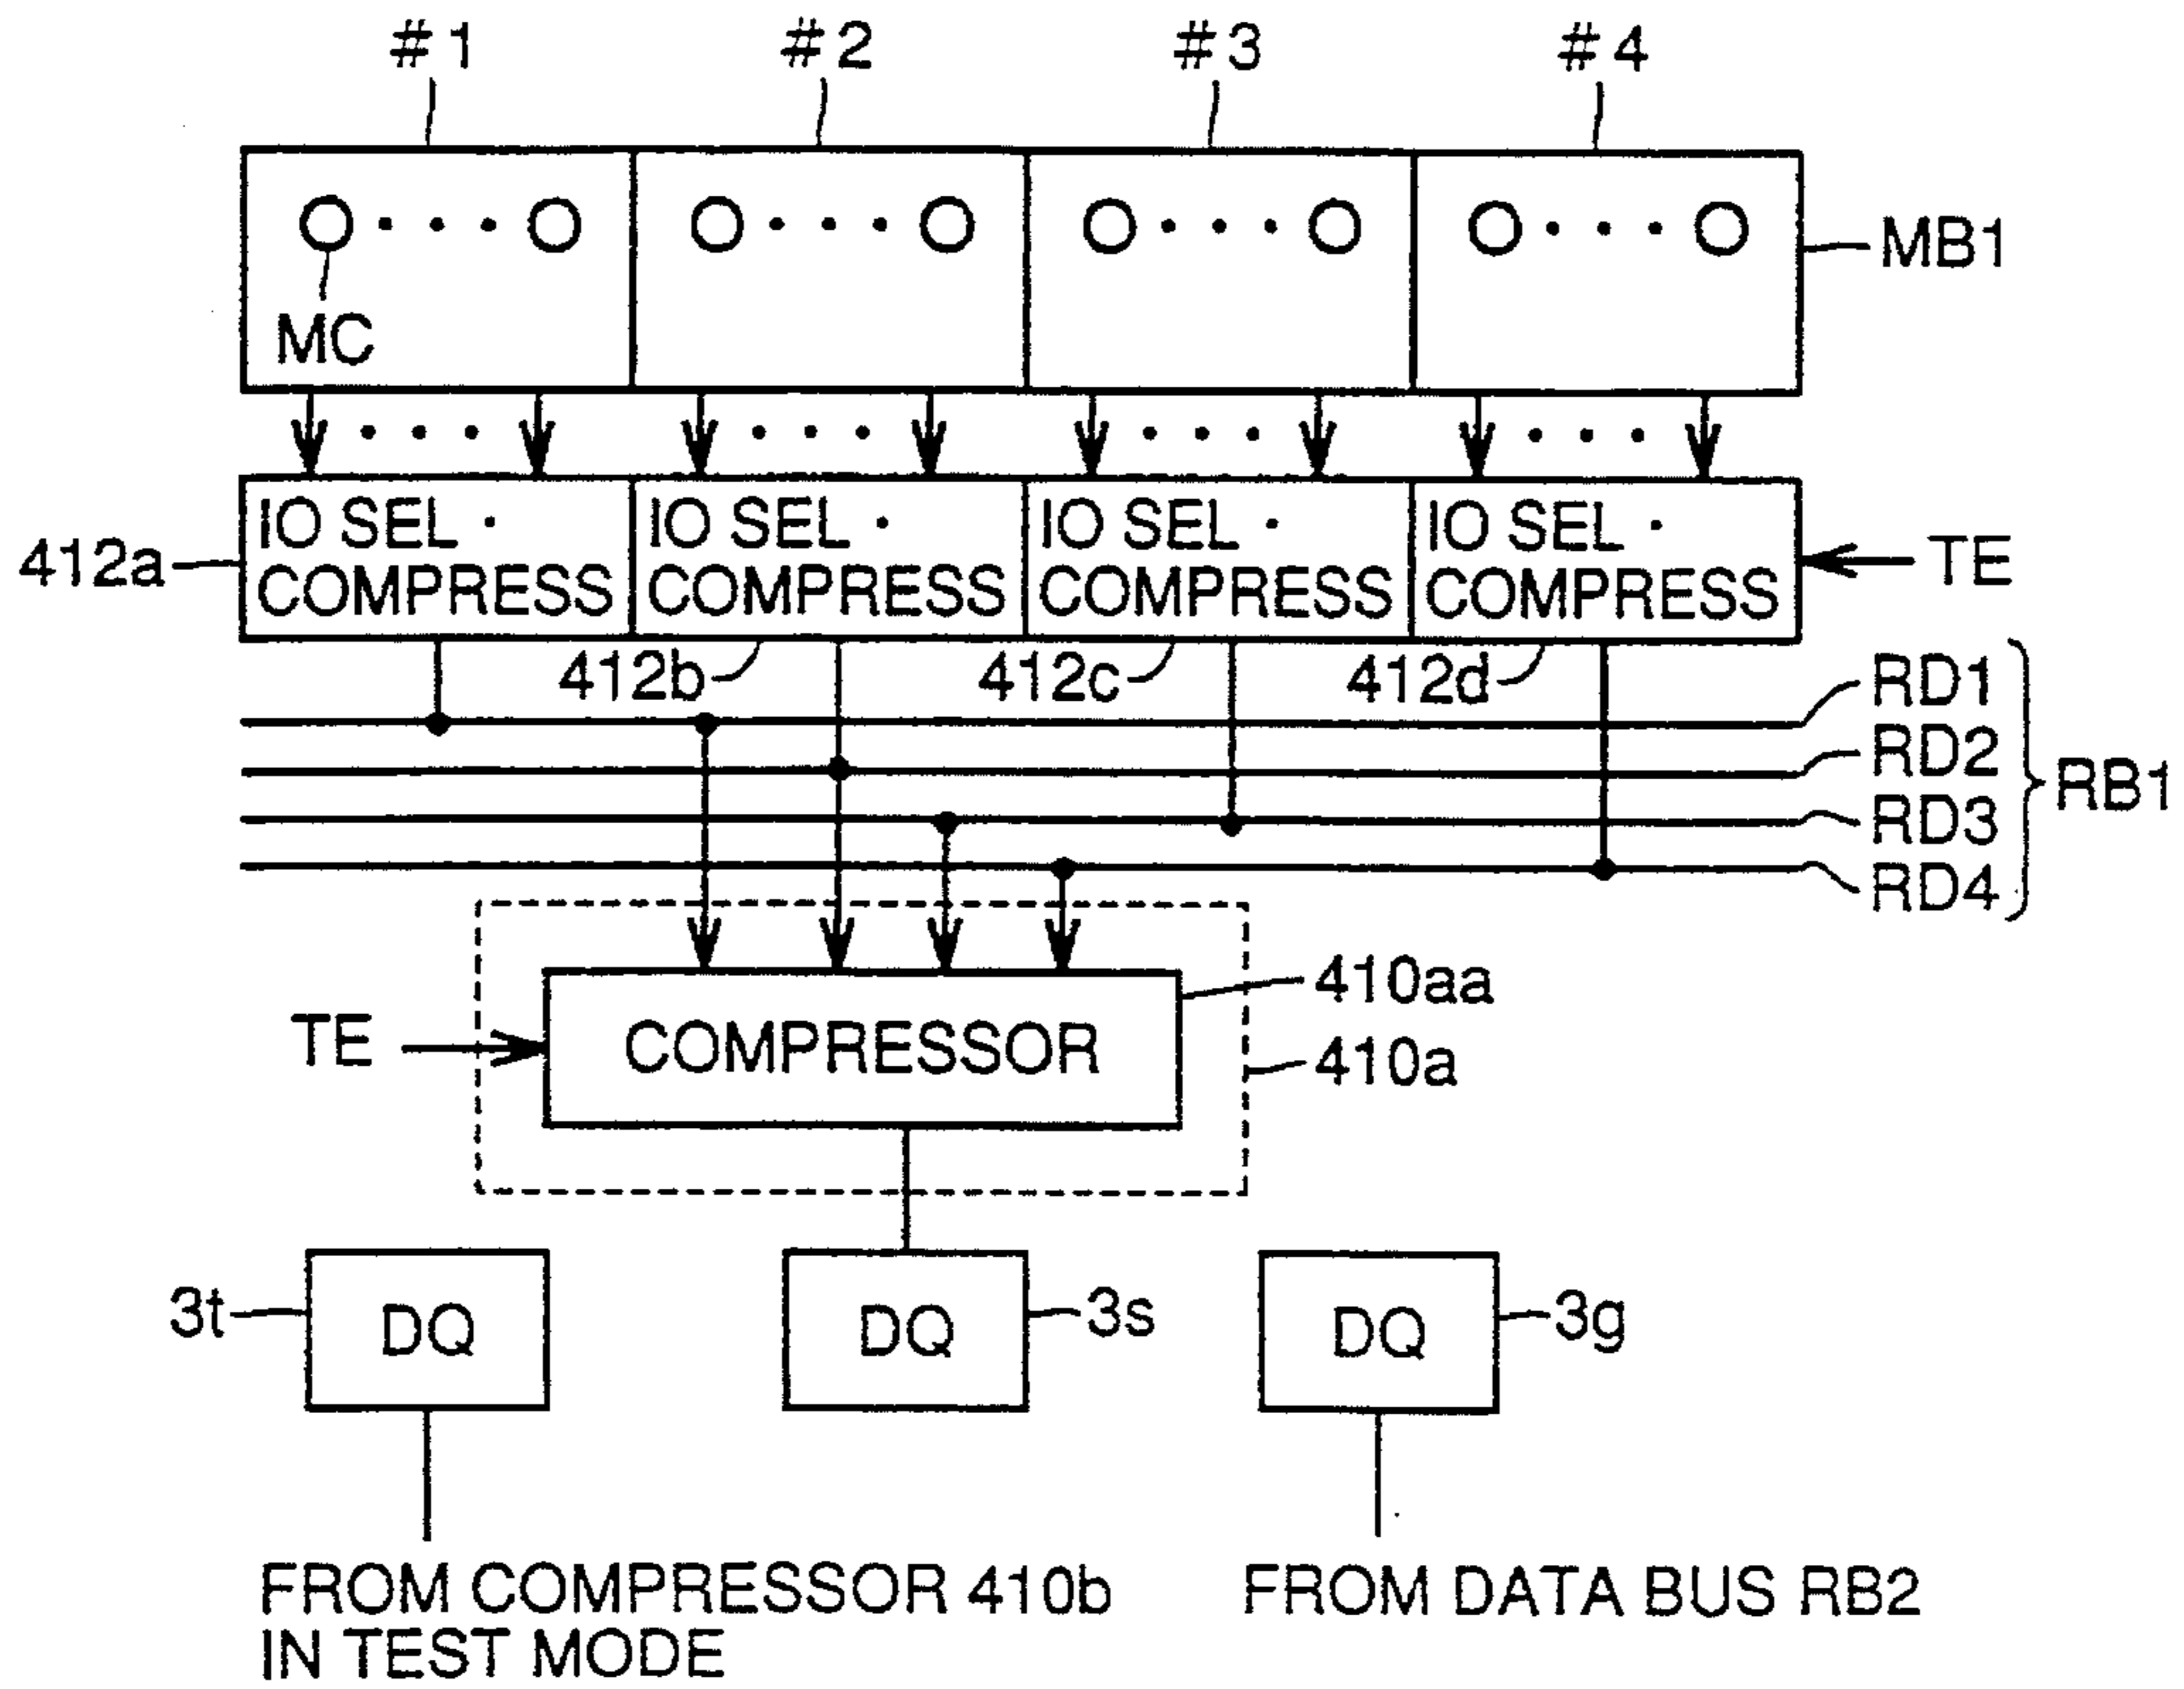 #1 #2 #3 #4
MB1
MC
IO SEL · IO SEL · IO SEL · IO SEL ·
COMPRESS COMPRESS COMPRESS COMPRESS
412a
TE
412b 412c 412d
RD1
RD2
RB1
RD3
RD4
410aa
TE
COMPRESSOR
410a
3t
DQ
DQ
3s
DQ
3g
FROM COMPRESSOR 410b
IN TEST MODE
FROM DATA BUS RB2